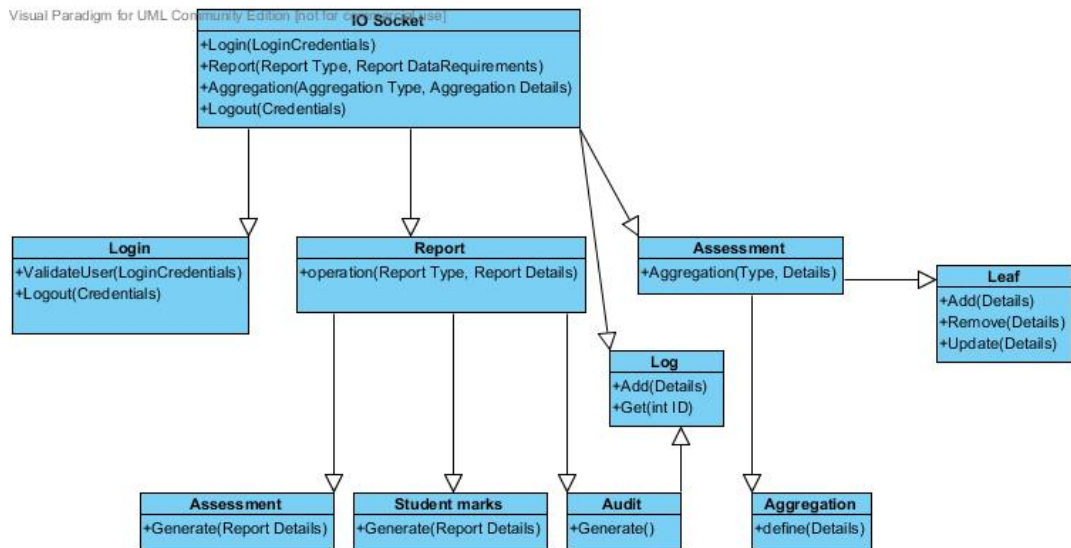 Visual Paradigm for UML Community Edition [not for commercial use]
IO Socket
+Login(LoginCredentials)
+Report(Report Type, Report DataRequirements)
+Aggregation(Aggregation Type, Aggregation Details)
+Logout(Credentials)
Login
+ValidateUser(LoginCredentials)
+Logout(Credentials)
Report
+operation(Report Type, Report Details)
Assessment
+Aggregation(Type, Details)
Leaf
+Add(Details)
+Remove(Details)
+Update(Details)
Log
+Add(Details)
+Get(int ID)
Assessment
+Generate(Report Details)
Student marks
+Generate(Report Details)
Audit
+Generate()
Aggregation
+define(Details)